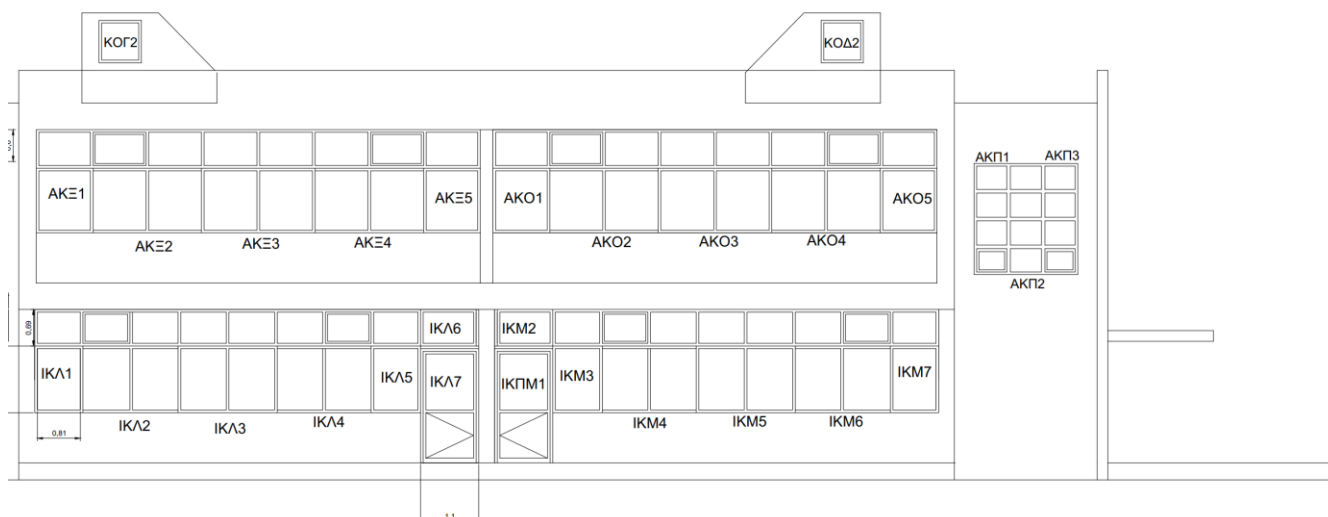 ΚΟΓ2 ΚΟΔ2
ΑΚΠ1 ΑΚΠ3
ΑΚΞ1 ΑΚΞ5 ΑΚΟ1 ΑΚΟ5
ΑΚΞ2 ΑΚΞ3 ΑΚΞ4 ΑΚΟ2 ΑΚΟ3 ΑΚΟ4
ΑΚΠ2
0,69 ΙΚΛ6 ΙΚΜ2
ΙΚΛ1 ΙΚΛ5 ΙΚΛ7 ΙΚΠΜ1 ΙΚΜ3 ΙΚΜ7
ΙΚΛ2 ΙΚΛ3 ΙΚΛ4 ΙΚΜ4 ΙΚΜ5 ΙΚΜ6
0,81